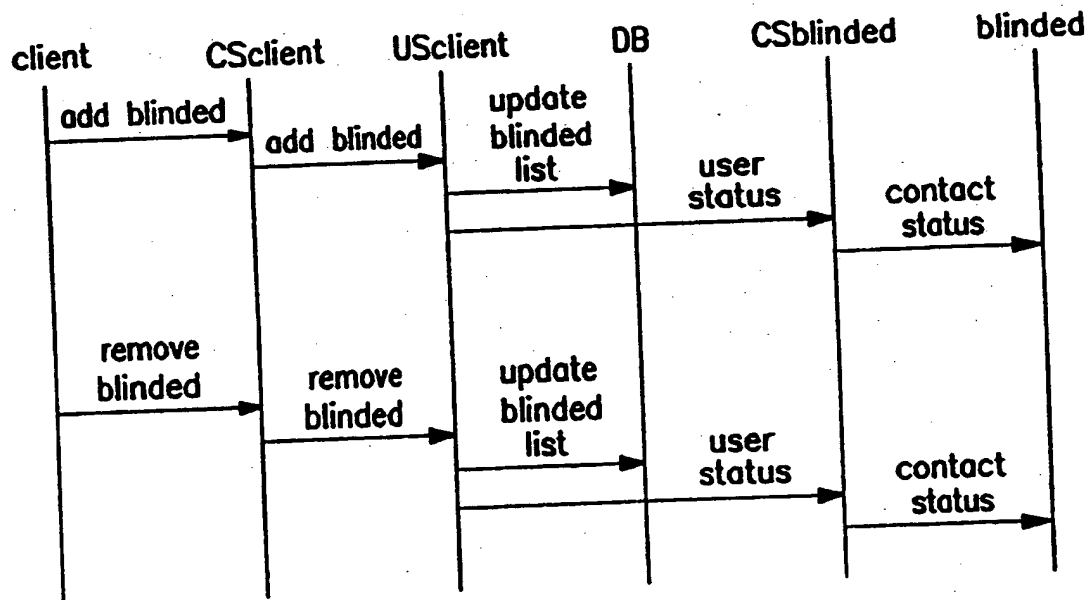 client CSclient USclient DB CSblinded blinded
add blinded
add blinded
update
blinded
list
user
status
contact
status
remove
blinded
remove
blinded
update
blinded
list
user
status
contact
status